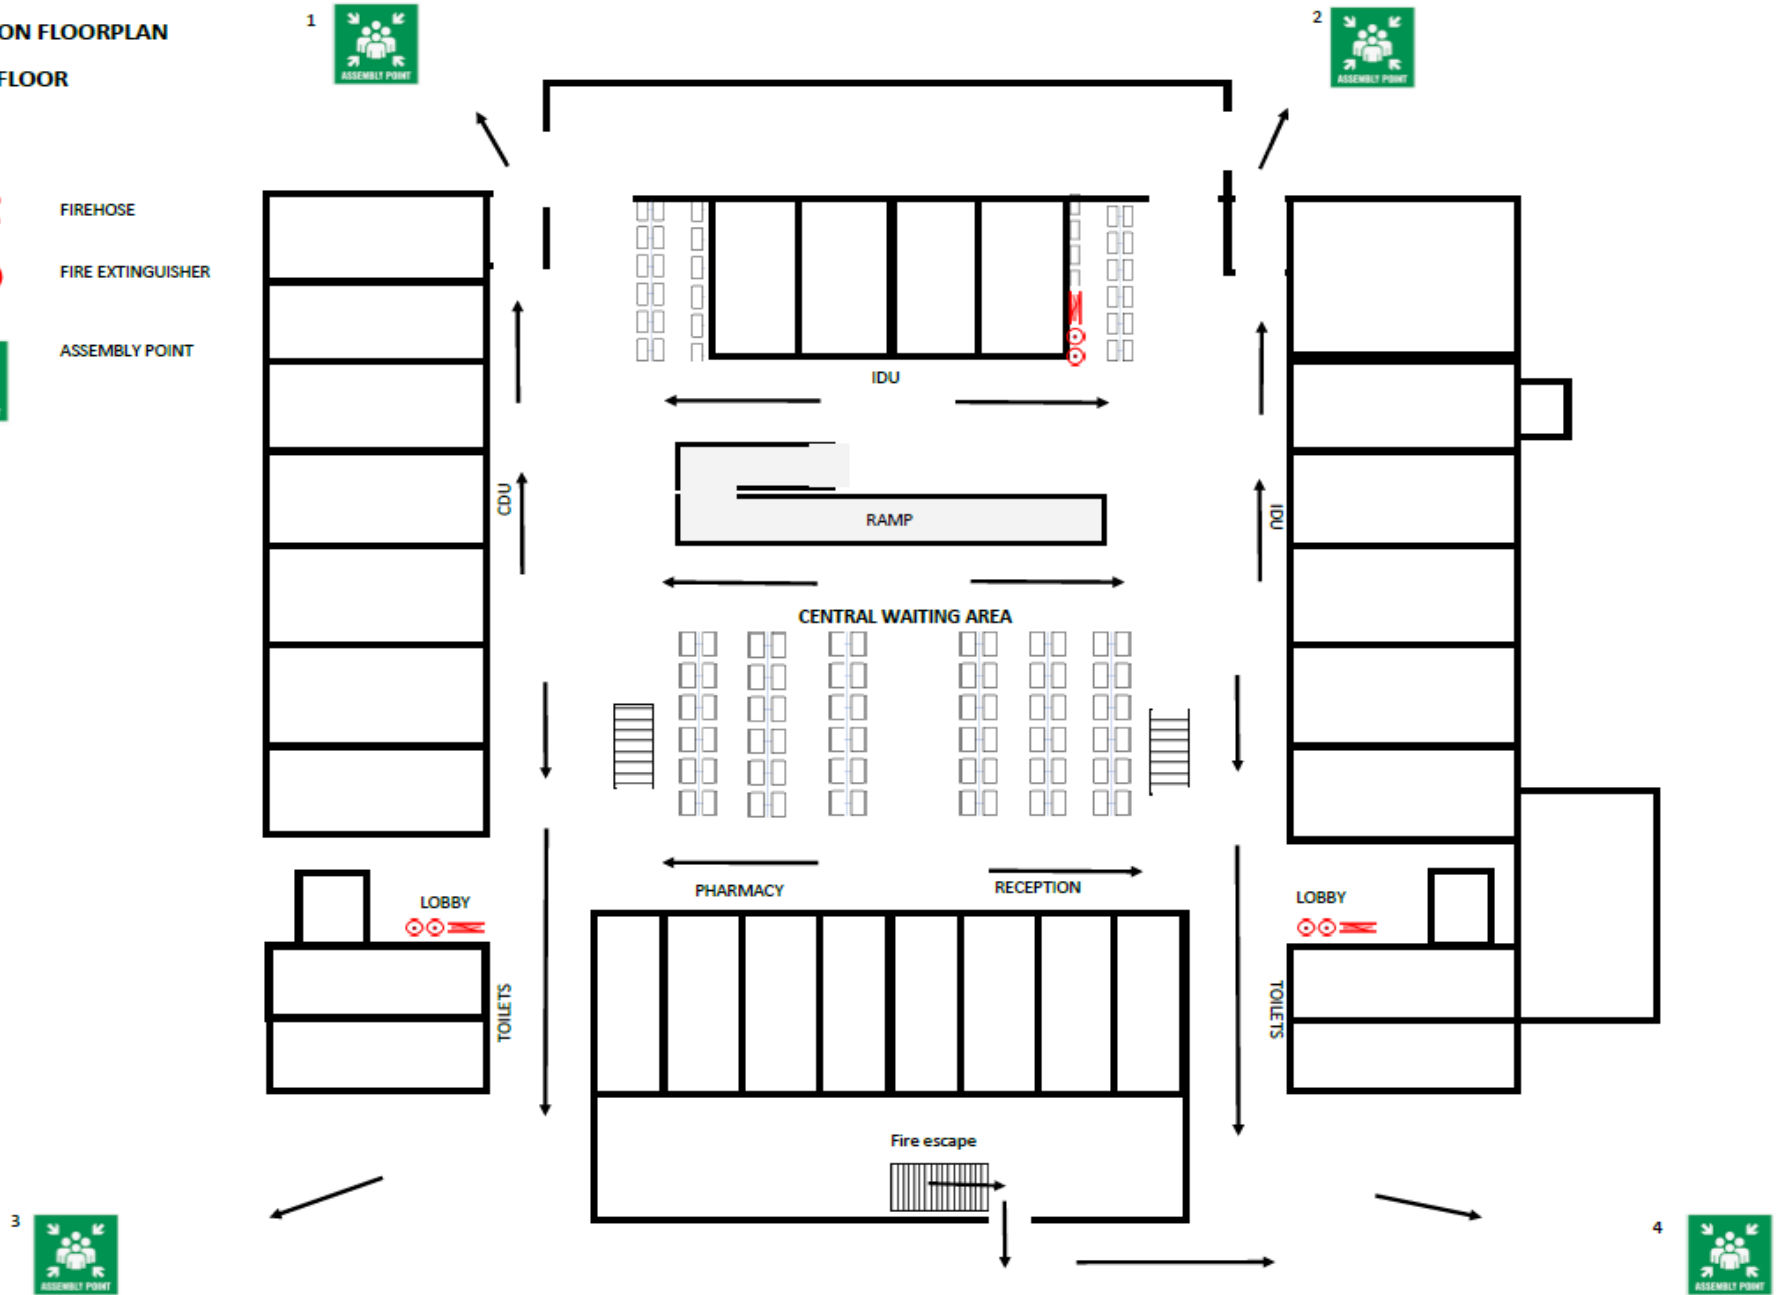 ON FLOORPLAN
FLOOR
1
ASSEMBLY POINT
2
ASSEMBLY POINT
FIREHOSE
FIRE EXTINGUISHER
ASSEMBLY POINT
IDU
CDU
RAMP
IDU
CENTRAL WAITING AREA
PHARMACY
RECEPTION
LOBBY
LOBBY
TOILETS
TOILETS
Fire escape
3
ASSEMBLY POINT
4
ASSEMBLY POINT